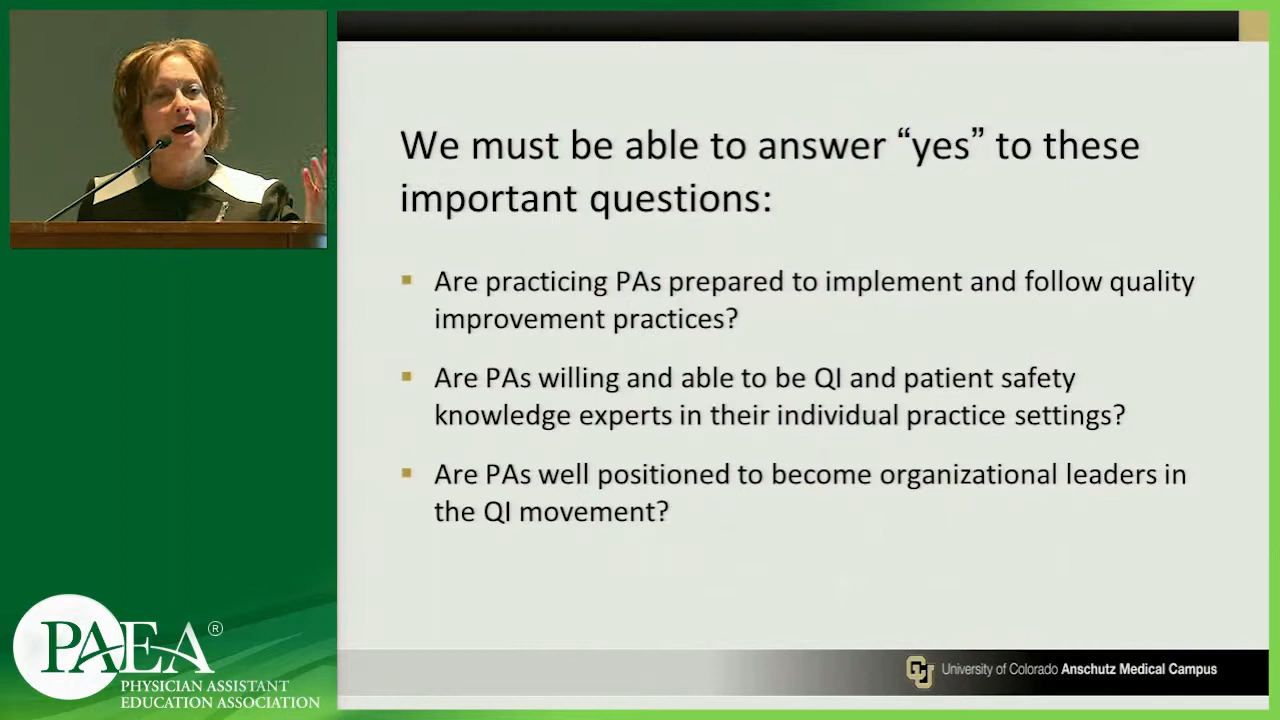 We must be able to answer “yes” to these
important questions:
Are practicing PAs prepared to implement and follow quality
improvement practices?
Are PAs willing and able to be QI and patient safety
knowledge experts in their individual practice settings?
Are PAs well positioned to become organizational leaders in
the QI movement?
PAEA®
PHYSICIAN ASSISTANT
EDUCATION ASSOCIATION
CU University of Colorado Anschutz Medical Campus